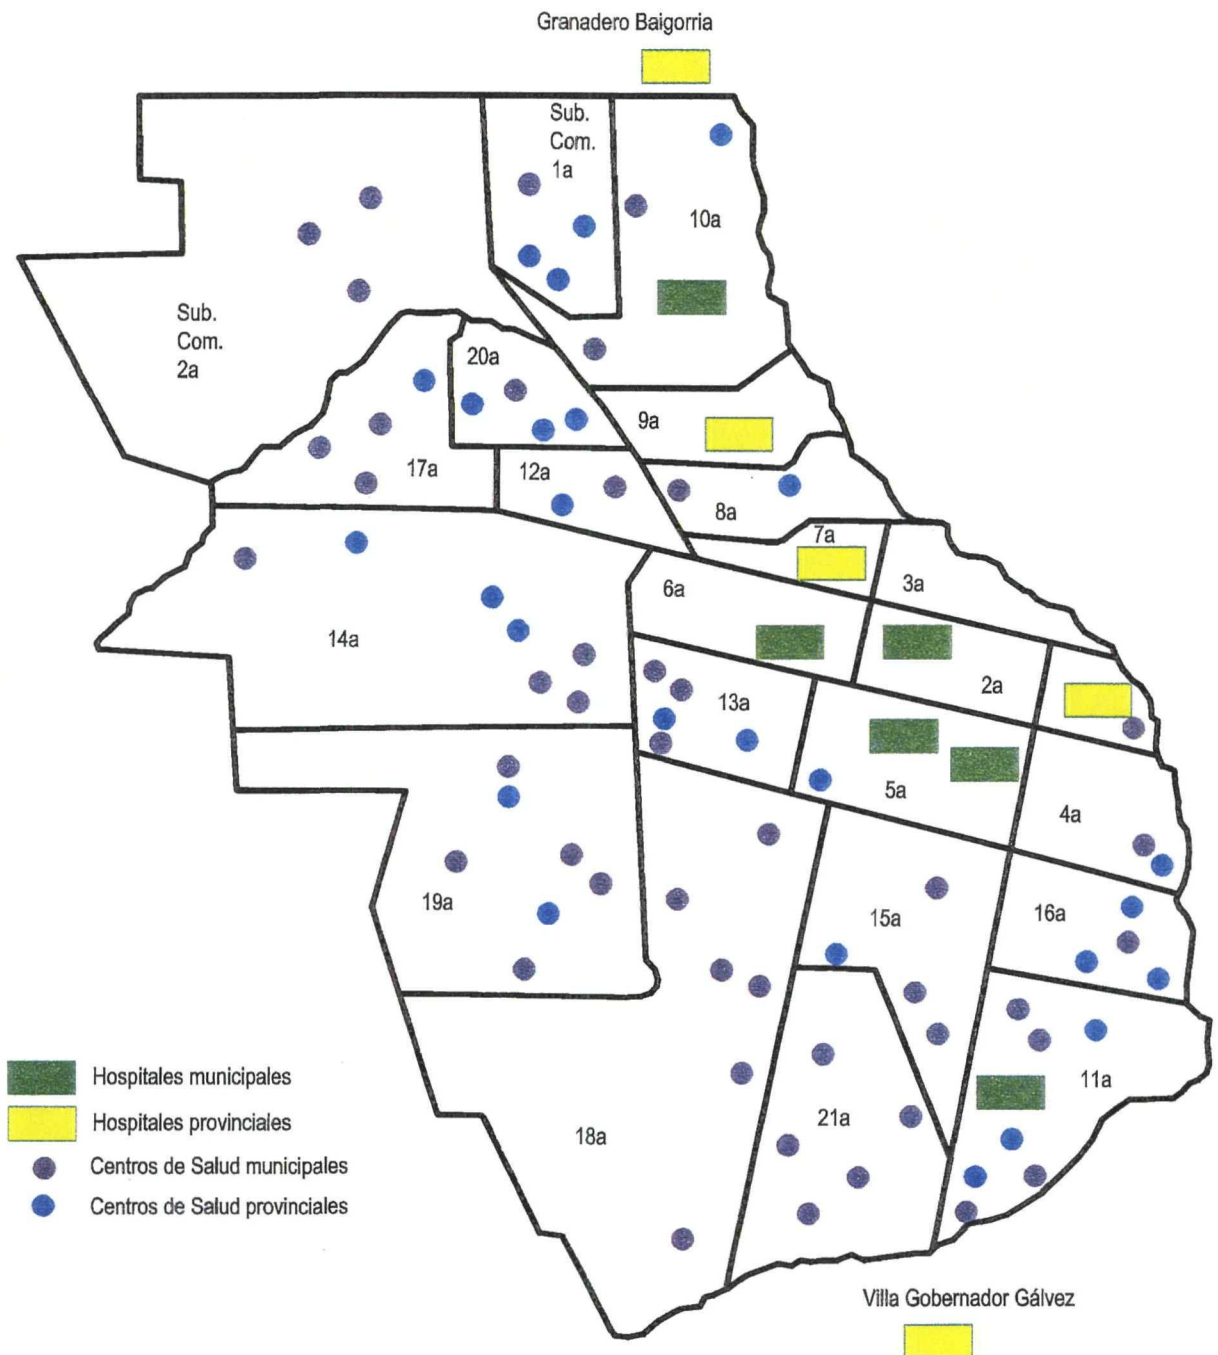 Granadero Baigorria
Sub.
Com.
1a
10a
Sub.
Com.
2a
20a
9a
17a
12a
8a
7a
6a
3a
14a
2a
13a
5a
4a
19a
15a
16a
11a
18a
21a
Hospitales municipales
Hospitales provinciales
Centros de Salud municipales
Centros de Salud provinciales
Villa Gobernador Gálvez